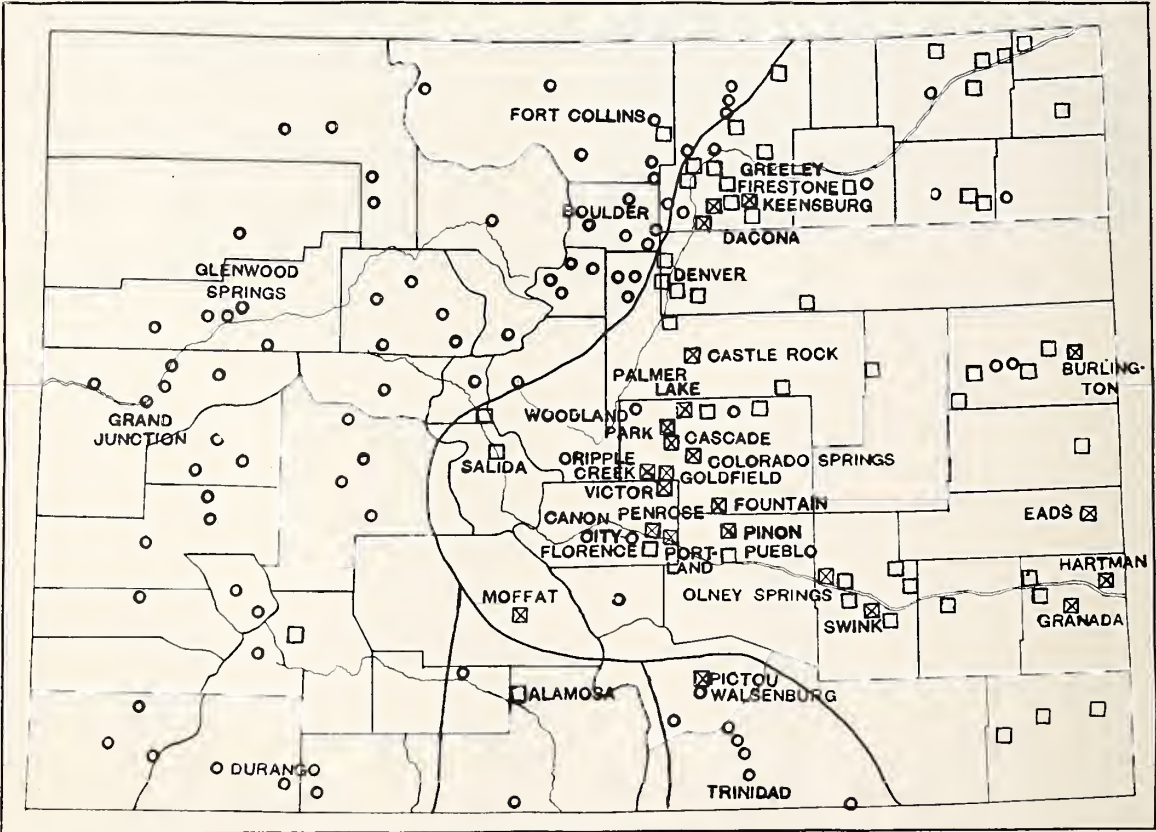 FORT COLLINS
GREELEY
FIRESTONE
KEENSBURG
BOULDER
DACONA
GLENWOOD
SPRINGS
DENVER
CASTLE ROCK
PALMER
LAKE
BURLING-
TON
GRAND
JUNCTION
WOODLAND
PARK
CASCADE
SALIDA
COLORADO SPRINGS
CRIPPLE
CREEK
GOLDFIELD
VICTOR
FOUNTAIN
PENROSE
CANON
CITY
EADS
PINON
FLORENCE
PORT-
LAND
PUEBLO
HARTMAN
MOFFAT
OLNEY SPRINGS
SWINK
GRANADA
PICTOU
WALSENBURG
ALAMOSA
DURANGO
TRINIDAD